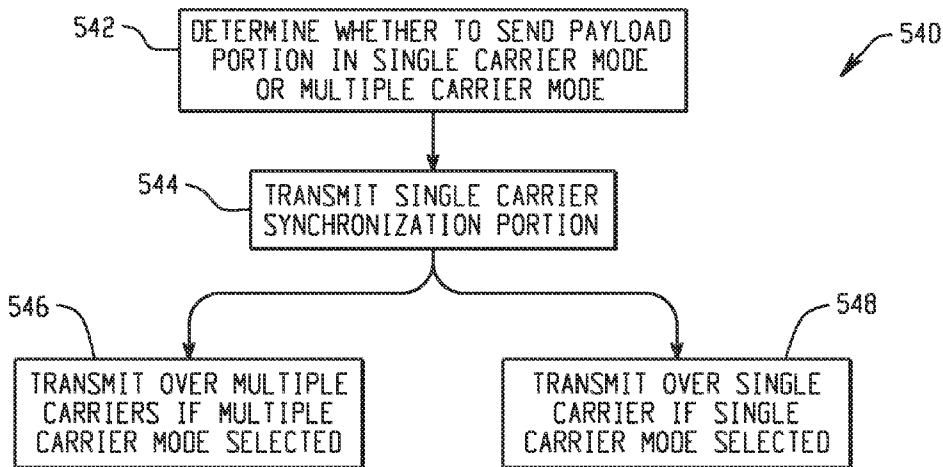 542
DETERMINE WHETHER TO SEND PAYLOAD
PORTION IN SINGLE CARRIER MODE
OR MULTIPLE CARRIER MODE
540
544
TRANSMIT SINGLE CARRIER
SYNCHRONIZATION PORTION
546
TRANSMIT OVER MULTIPLE
CARRIERS IF MULTIPLE
CARRIER MODE SELECTED
548
TRANSMIT OVER SINGLE
CARRIER IF SINGLE
CARRIER MODE SELECTED